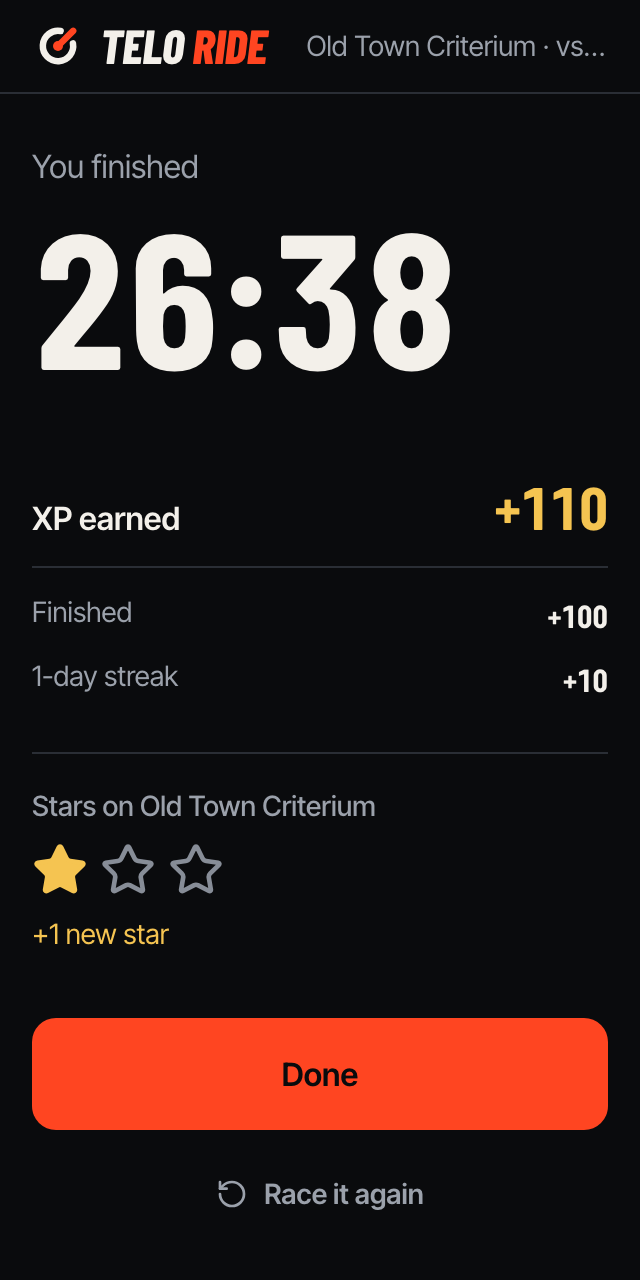 TELO RIDE
Old Town Criterium · vs...
You finished
26:38
XP earned
+110
Finished
+100
1-day streak
+10
Stars on Old Town Criterium
+1 new star
Done
Race it again